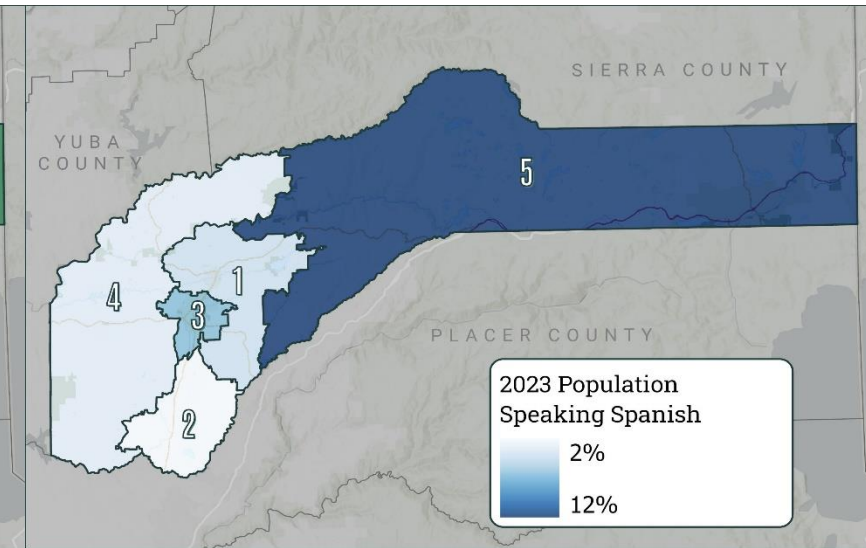 SIERRA COUNTY
YUBA
COUNTY
5
1
4
3
PLACER COUNTY
2
2023 Population
Speaking Spanish
2%
12%